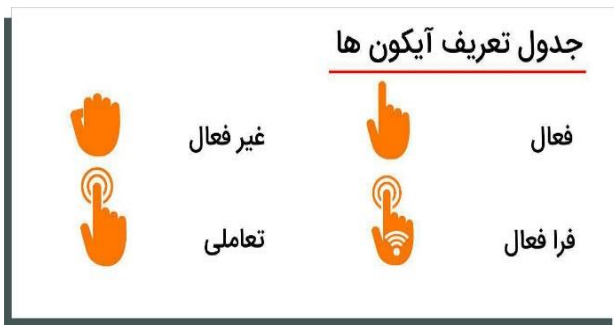 جدول تعریف آیکون ها
فعال
غیر فعال
فرا فعال
تعاملی